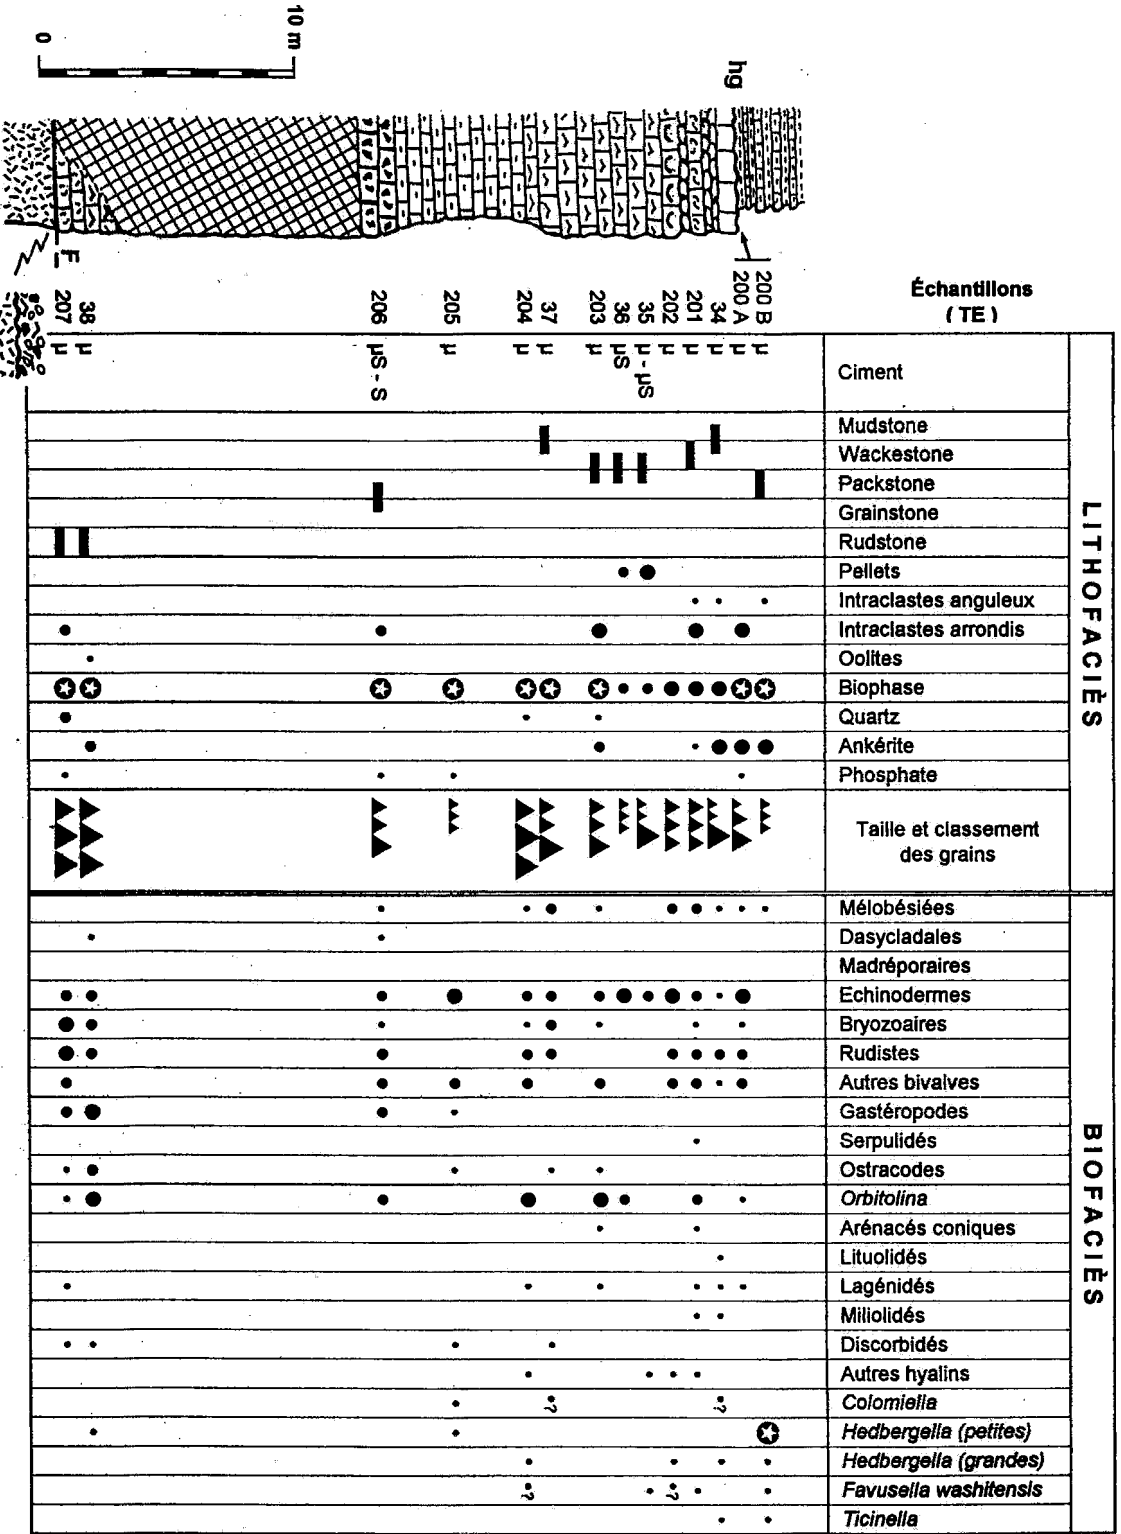 0
10 m
hg
F
Échantillons
( TE )
207 µ
38 µ
206 µS - S
205 µ
204 µ
37 µ
203 µ
36 µS
35 µ - µS
202 µ
201 µ
34 µ
200 A µ
200 B µ
LITHOFACIÈS
Ciment
Mudstone
Wackestone
Packstone
Grainstone
Rudstone
Pellets
Intraclastes anguleux
Intraclastes arrondis
Oolites
Biophase
Quartz
Ankérite
Phosphate
Taille et classement
des grains
BIOFACIÈS
Mélobésiées
Dasycladales
Madréporaires
Echinodermes
Bryozoaires
Rudistes
Autres bivalves
Gastéropodes
Serpulidés
Ostracodes
Orbitolina
Arénacés coniques
Lituolidés
Lagénidés
Miliolidés
Discorbidés
Autres hyalins
Colomiella
?
?
Hedbergella (petites)
Hedbergella (grandes)
Favusella washitensis
?
?
Ticinella